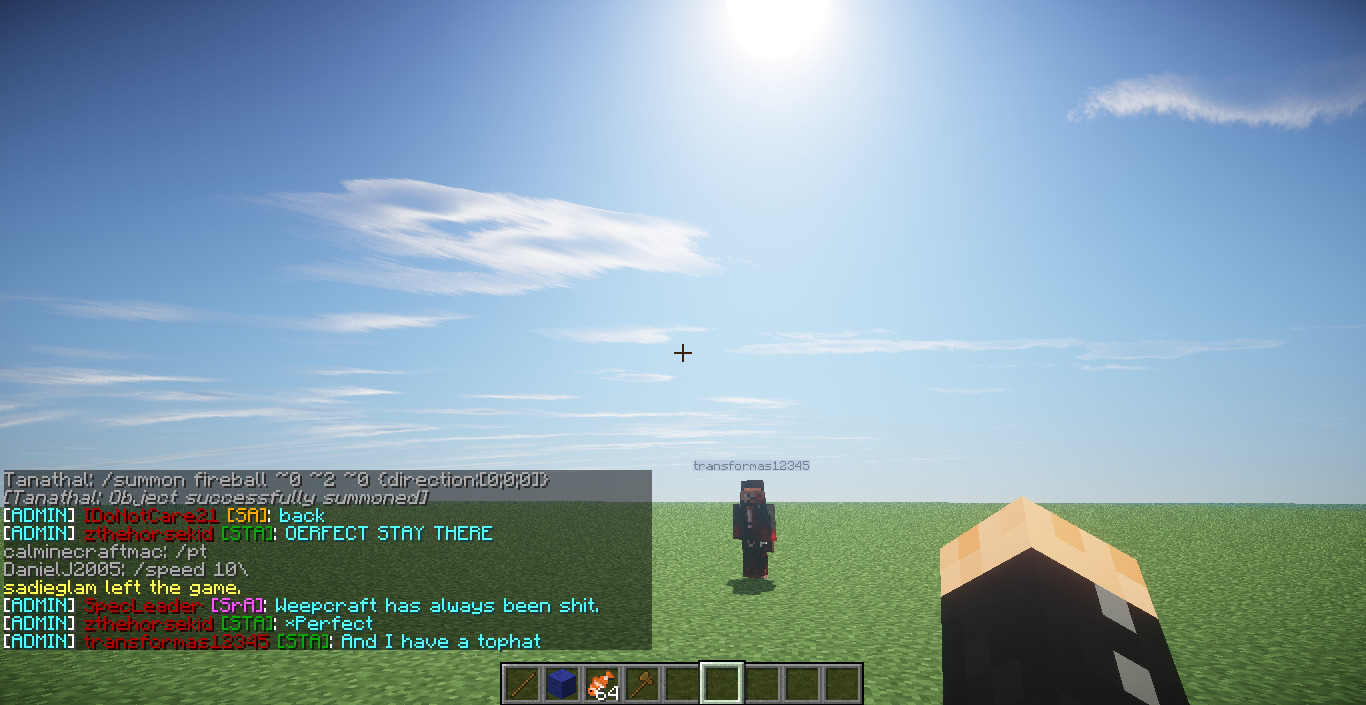 transformas12345
Tanathal: /summon fireball ~0 ~2 ~0 {direction:[0;0;0]}
[Tanathal: Object successfully summoned]
[ADMIN] IDoNotCare21 [SA]: back
[ADMIN] zthehorsekid [STA]: OERFECT STAY THERE
calminecraftmac: /pt
DanielJ2005: /speed 10\
sadieglam left the game.
[ADMIN] SpecLeader [SrA]: Weepcraft has always been shit.
[ADMIN] zthehorsekid [STA]: *Perfect
[ADMIN] transformas12345 [STA]: And I have a tophat
64